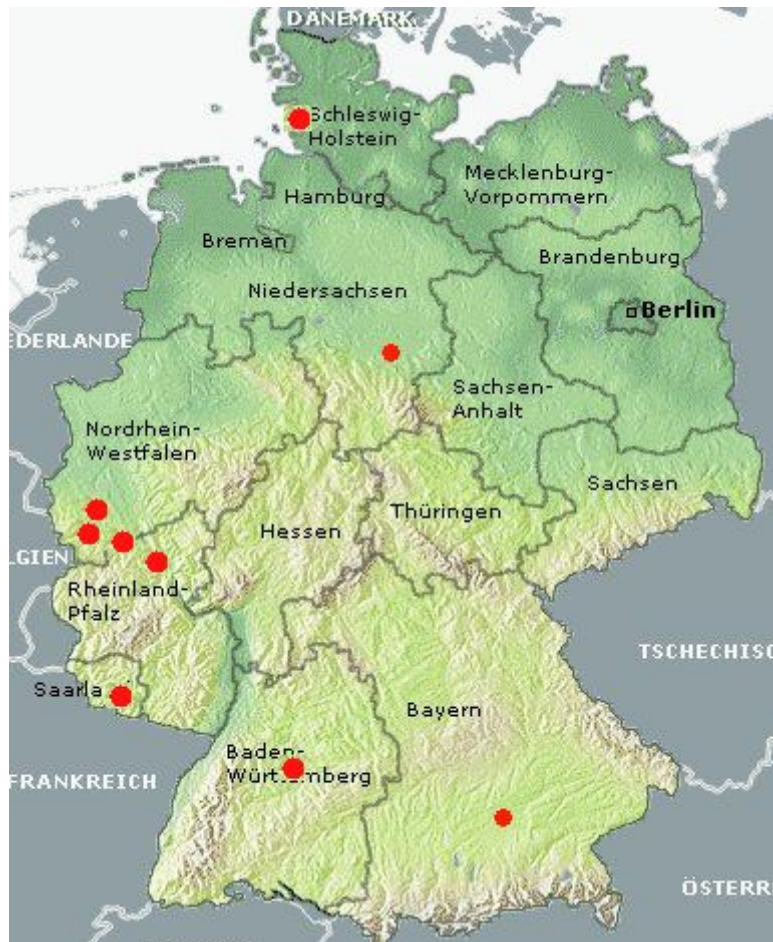 DÄNEMARK
Schleswig-
Holstein
Mecklenburg-
Vorpommern
Hamburg
Bremen
Brandenburg
Niedersachsen
Berlin
EDERLANDE
Sachsen-
Anhalt
Nordrhein-
Westfalen
Sachsen
Thüringen
Hessen
LGIEN
Rheinland-
Pfalz
TSCHECHISC
Saarla
Bayern
Baden-
Württemberg
FRANKREICH
ÖSTERR